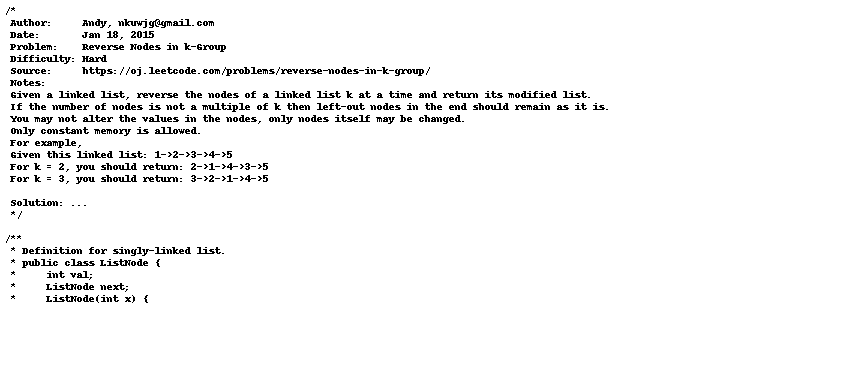 /*
 Author:     Andy, nkuwjg@gmail.com
 Date:       Jan 18, 2015
 Problem:    Reverse Nodes in k-Group
 Difficulty: Hard
 Source:     https://oj.leetcode.com/problems/reverse-nodes-in-k-group/
 Notes:
 Given a linked list, reverse the nodes of a linked list k at a time and return its modified list.
 If the number of nodes is not a multiple of k then left-out nodes in the end should remain as it is.
 You may not alter the values in the nodes, only nodes itself may be changed.
 Only constant memory is allowed.
 For example,
 Given this linked list: 1->2->3->4->5
 For k = 2, you should return: 2->1->4->3->5
 For k = 3, you should return: 3->2->1->4->5

 Solution: ...
 */

/**
 * Definition for singly-linked list.
 * public class ListNode {
 *     int val;
 *     ListNode next;
 *     ListNode(int x) {